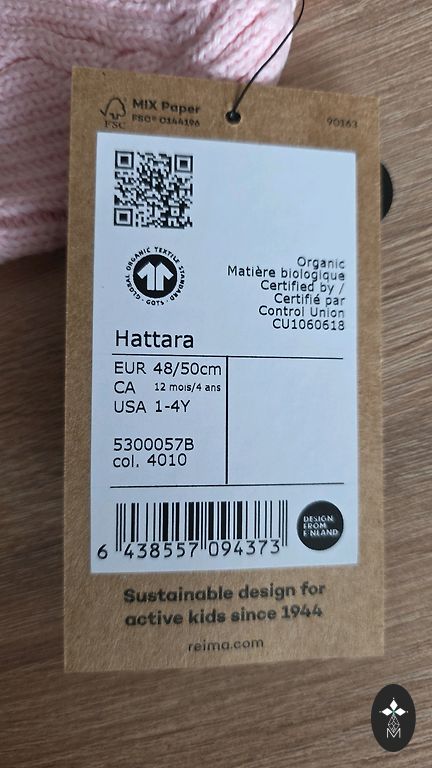 MIX Paper
FSC® C144196
FSC
90163
GLOBAL ORGANIC TEXTILE STANDARD · GOTS ·
Organic
Matière biologique
Certified by /
Certifié par
Control Union
CU1060618
Hattara
EUR 48/50cm
CA 12 mois/4 ans
USA 1-4Y
5300057B
col. 4010
6 438557 094373
DESIGN
FROM
FINLAND
Sustainable design for
active kids since 1944
reima.com
M